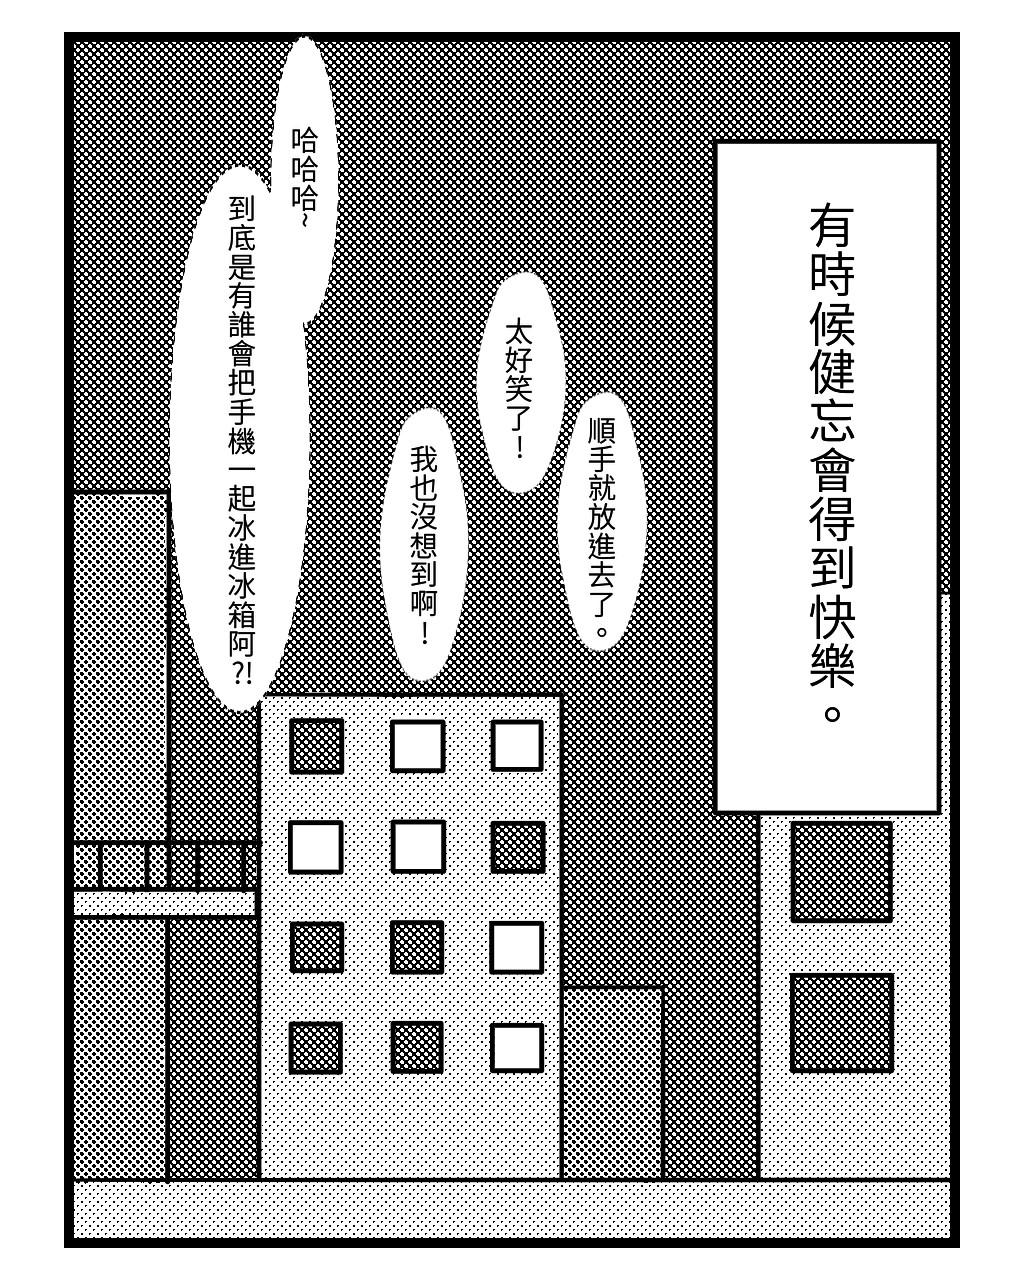 有時候健忘會得到快樂。
順手就放進去了。
太好笑了！
我也沒想到啊！
哈哈哈~
到底是有誰會把手機一起冰進冰箱阿?!